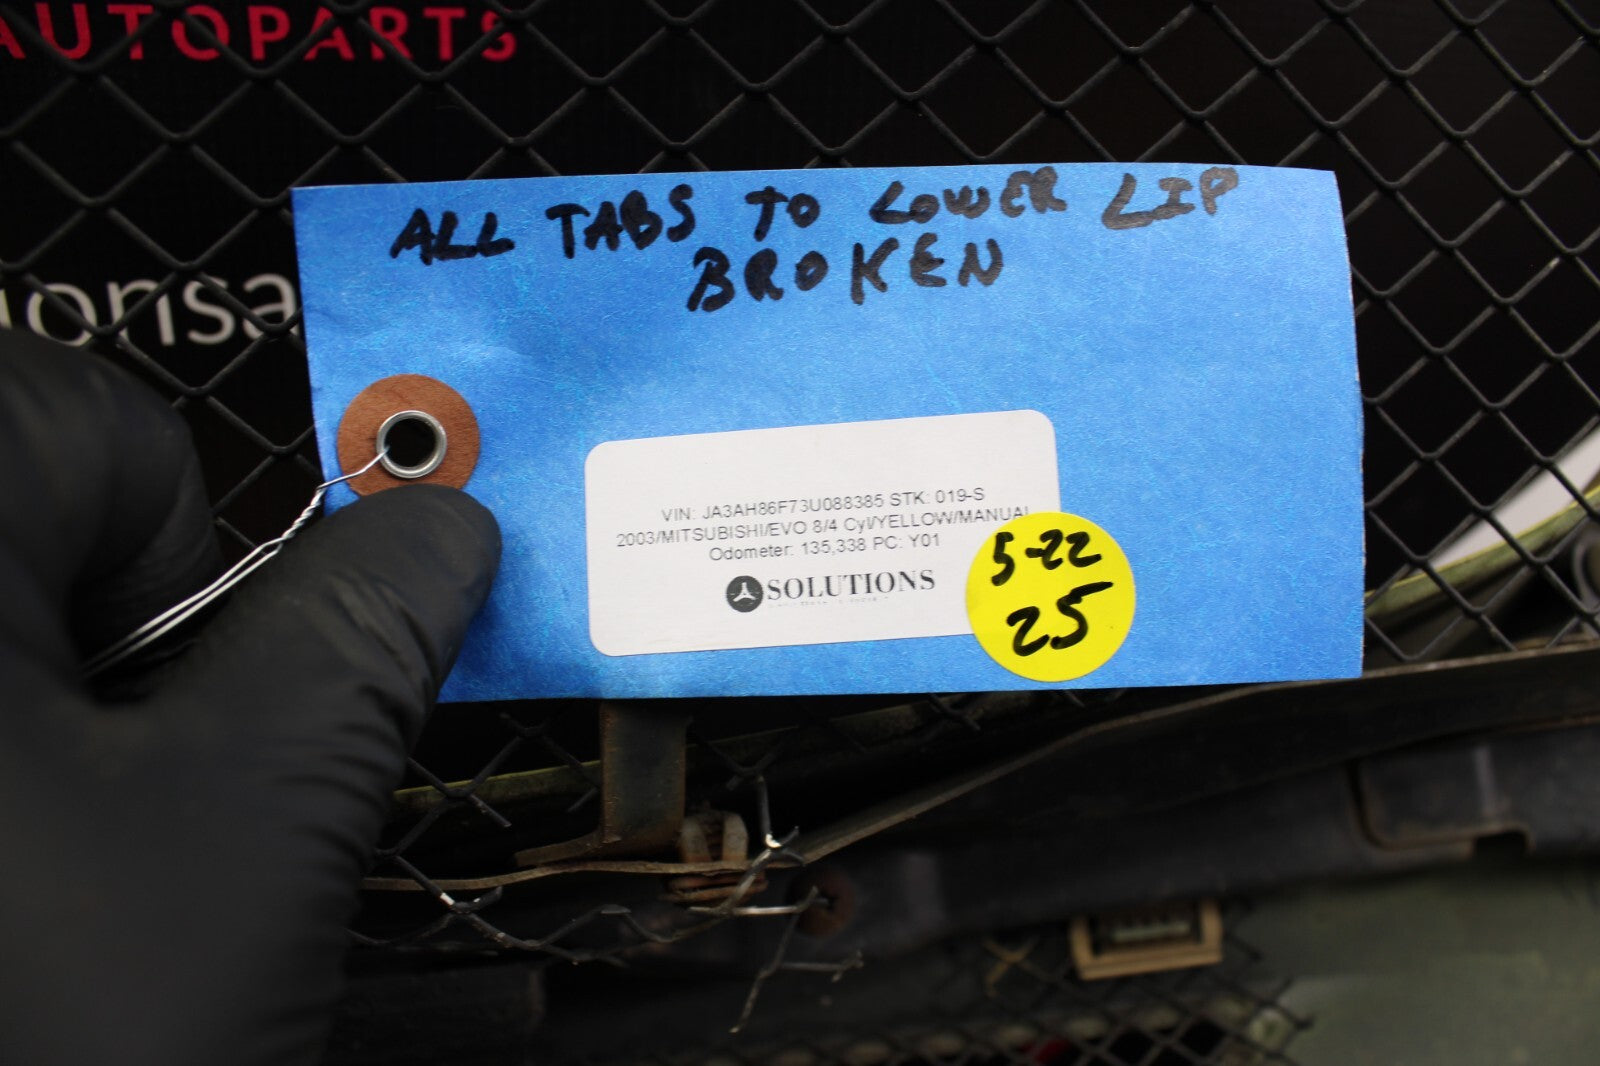 AUTOPARTS
ionsa
ALL TABS TO LOWER LIP
BROKEN
VIN: JA3AH86F73U088385 STK: 019-S
2003/MITSUBISHI/EVO 8/4 Cyl/YELLOW/MANUAL
Odometer: 135,338 PC: Y01
SOLUTIONS
5-22
25